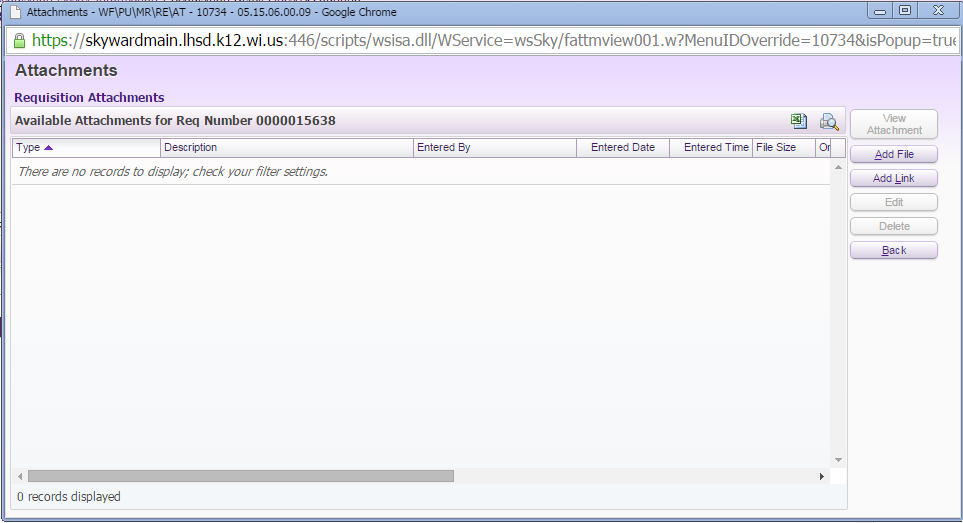 Attachments - WF\PU\MR\RE\AT - 10734 - 05.15.06.00.09 - Google Chrome
https://skywardmain.lhsd.k12.wi.us:446/scripts/wsisa.dll/WService=wsSky/fattmview001.w?MenuIDOverride=10734&isPopup=true
Attachments
Requisition Attachments
Available Attachments for Req Number 0000015638
Type Description Entered By Entered Date Entered Time File Size Or
There are no records to display; check your filter settings.
0 records displayed
View
Attachment
Add File
Add Link
Edit
Delete
Back